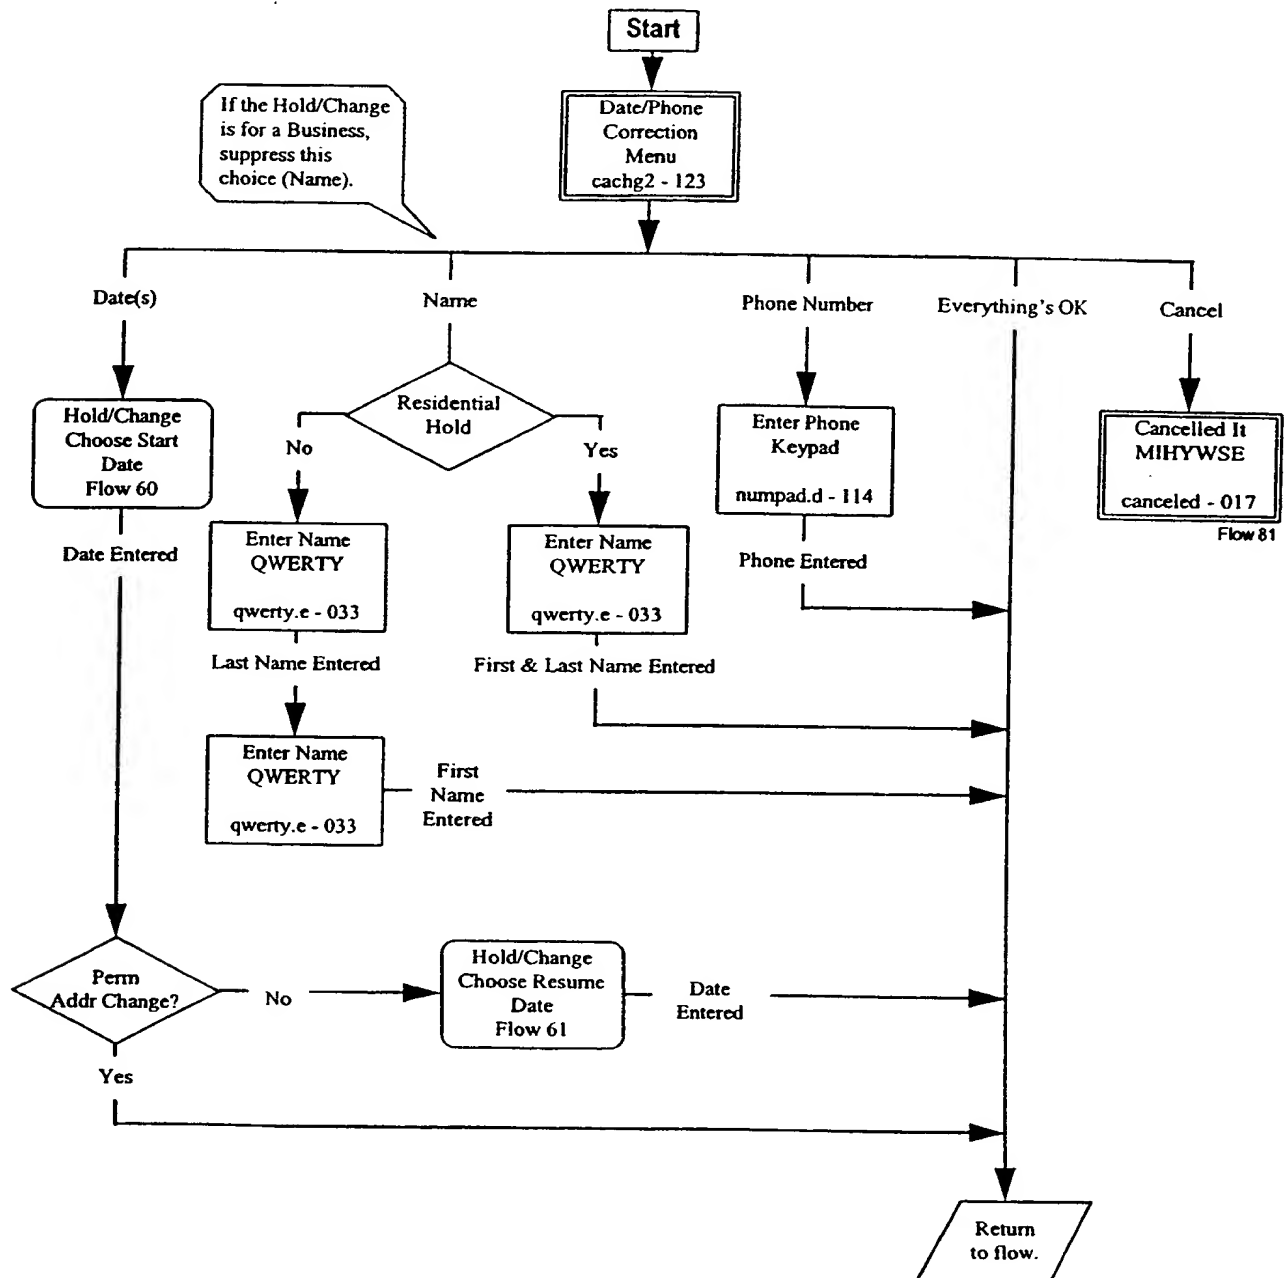 Start
Date/Phone
Correction
Menu
cachg2 - 123
If the Hold/Change
is for a Business,
suppress this
choice (Name).
Date(s)
Name
Phone Number
Everything's OK
Cancel
Hold/Change
Choose Start
Date
Flow 60
Residential
Hold
No
Yes
Enter Phone
Keypad
numpad.d - 114
Cancelled It
MIHYWSE
canceled - 017
Flow 81
Date Entered
Enter Name
QWERTY
qwerty.e - 033
Enter Name
QWERTY
qwerty.e - 033
Phone Entered
Last Name Entered
First & Last Name Entered
Enter Name
QWERTY
qwerty.e - 033
First
Name
Entered
Perm
Addr Change?
No
Hold/Change
Choose Resume
Date
Flow 61
Date
Entered
Yes
Return
to flow.